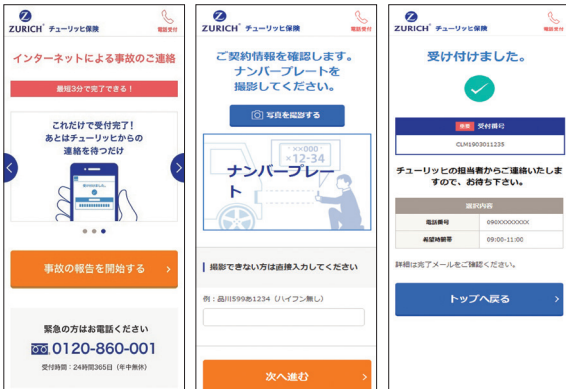 ZURICH チューリッヒ保険
電話受付
インターネットによる事故のご連絡
最短3分で完了できる！
これだけで受付完了！
あとはチューリッヒからの
連絡を待つだけ
事故の報告を開始する
緊急の方はお電話ください
0120-860-001
受付時間：24時間365日（年中無休）
ZURICH チューリッヒ保険
電話受付
ご契約情報を確認します。
ナンバープレートを
撮影してください。
写真を撮影する
××000
×12-34
ナンバープレー
ト
撮影できない方は直接入力してください
例：品川599あ1234（ハイフン無し）
次へ進む
ZURICH チューリッヒ保険
電話受付
受け付けました。
受付番号
CLM1903011235
チューリッヒの担当者からご連絡いたしま
すので、お待ち下さい。
選択内容
電話番号 090XXXXXXXX
希望時間帯 09:00-11:00
詳細は完了メールをご確認ください。
トップへ戻る